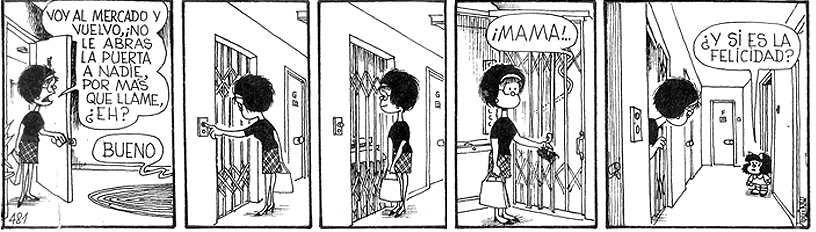 VOY AL MERCADO Y
VUELVO, ¡NO
LE ABRAS
LA PUERTA
A NADIE,
POR MÁS
QUE LLAME,
¿EH?
BUENO
481
G
¡MAMA!..
¿Y SI ES LA
FELICIDAD?
F